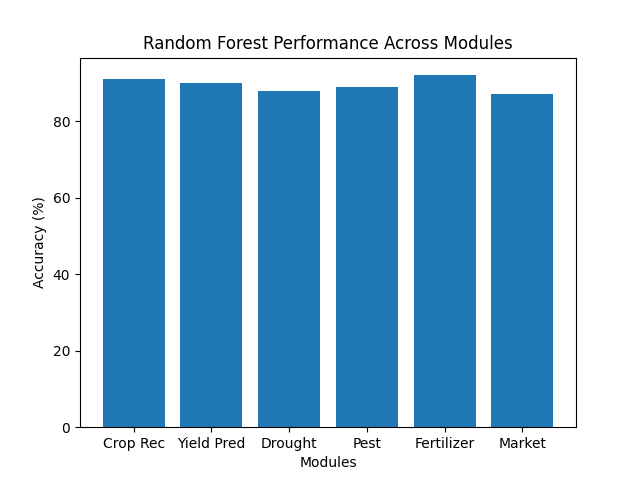 Random Forest Performance Across Modules
Accuracy (%)
80
60
40
20
0
Crop Rec Yield Pred Drought Pest Fertilizer Market
Modules